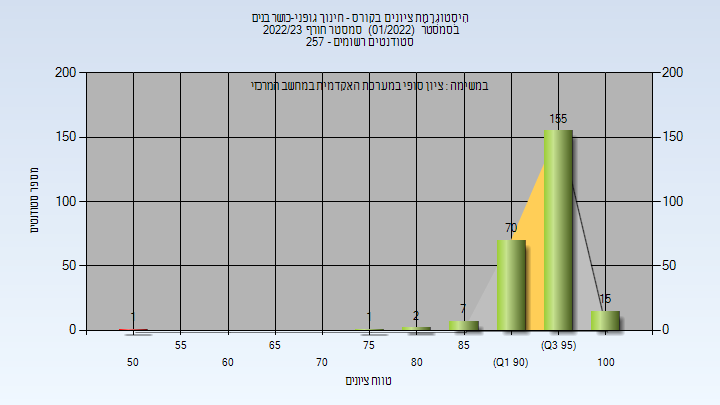 היסטוגרמת ציונים בקורס - חינוך גופני-כושר בנים
בסמסטר (01/2022) סמסטר חורף 2022/23
סטודנטים רשומים - 257
במשימה : ציון סופי במערכת האקדמית במחשב המרכזי
200 200
150 150
100 100
50 50
0 0
מספר סטודנטים
1 1 2 7 70 155 15
55 65 75 85 (Q3 95)
50 60 70 80 (Q1 90) 100
טווח ציונים